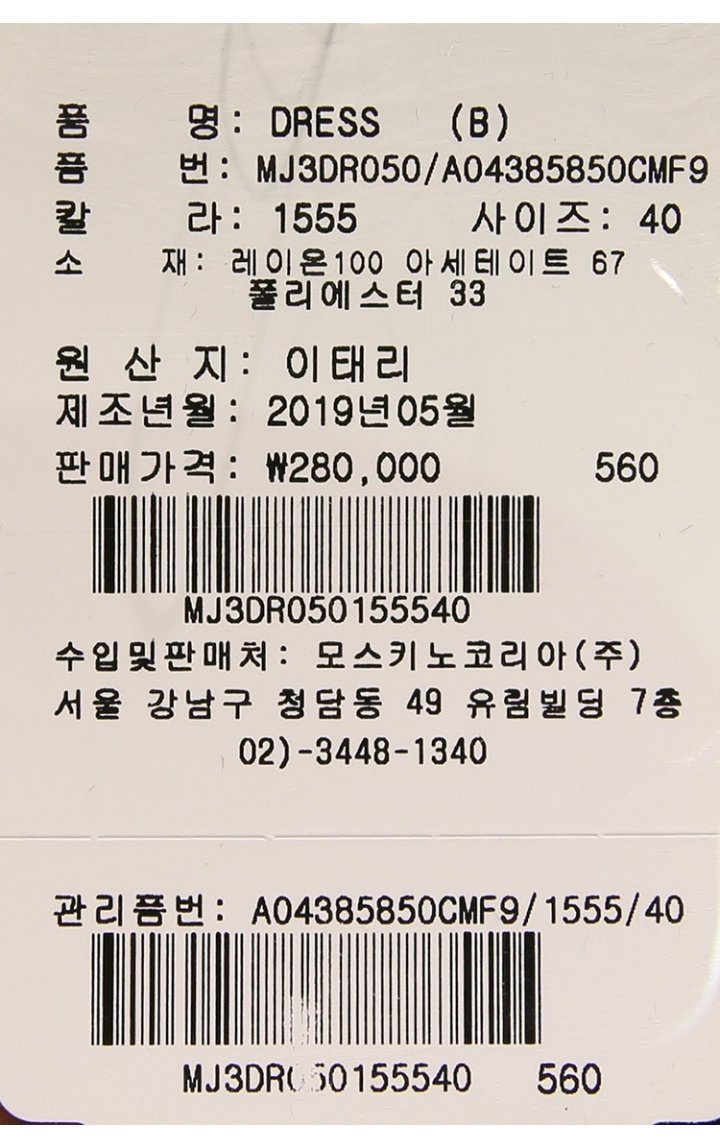 품 명: DRESS (B)
품 번: MJ3DR050/A04385850CMF9
칼 라: 1555 사이즈: 40
소 재: 레이온100 아세테이트 67
폴리에스터 33
원 산 지: 이태리
제조년월: 2019년05월
판매가격: ₩280,000 560
MJ3DR050155540
수입및판매처: 모스키노코리아(주)
서울 강남구 청담동 49 유림빌딩 7층
02)-3448-1340
관리품번: A04385850CMF9/1555/40
MJ3DR050155540 560